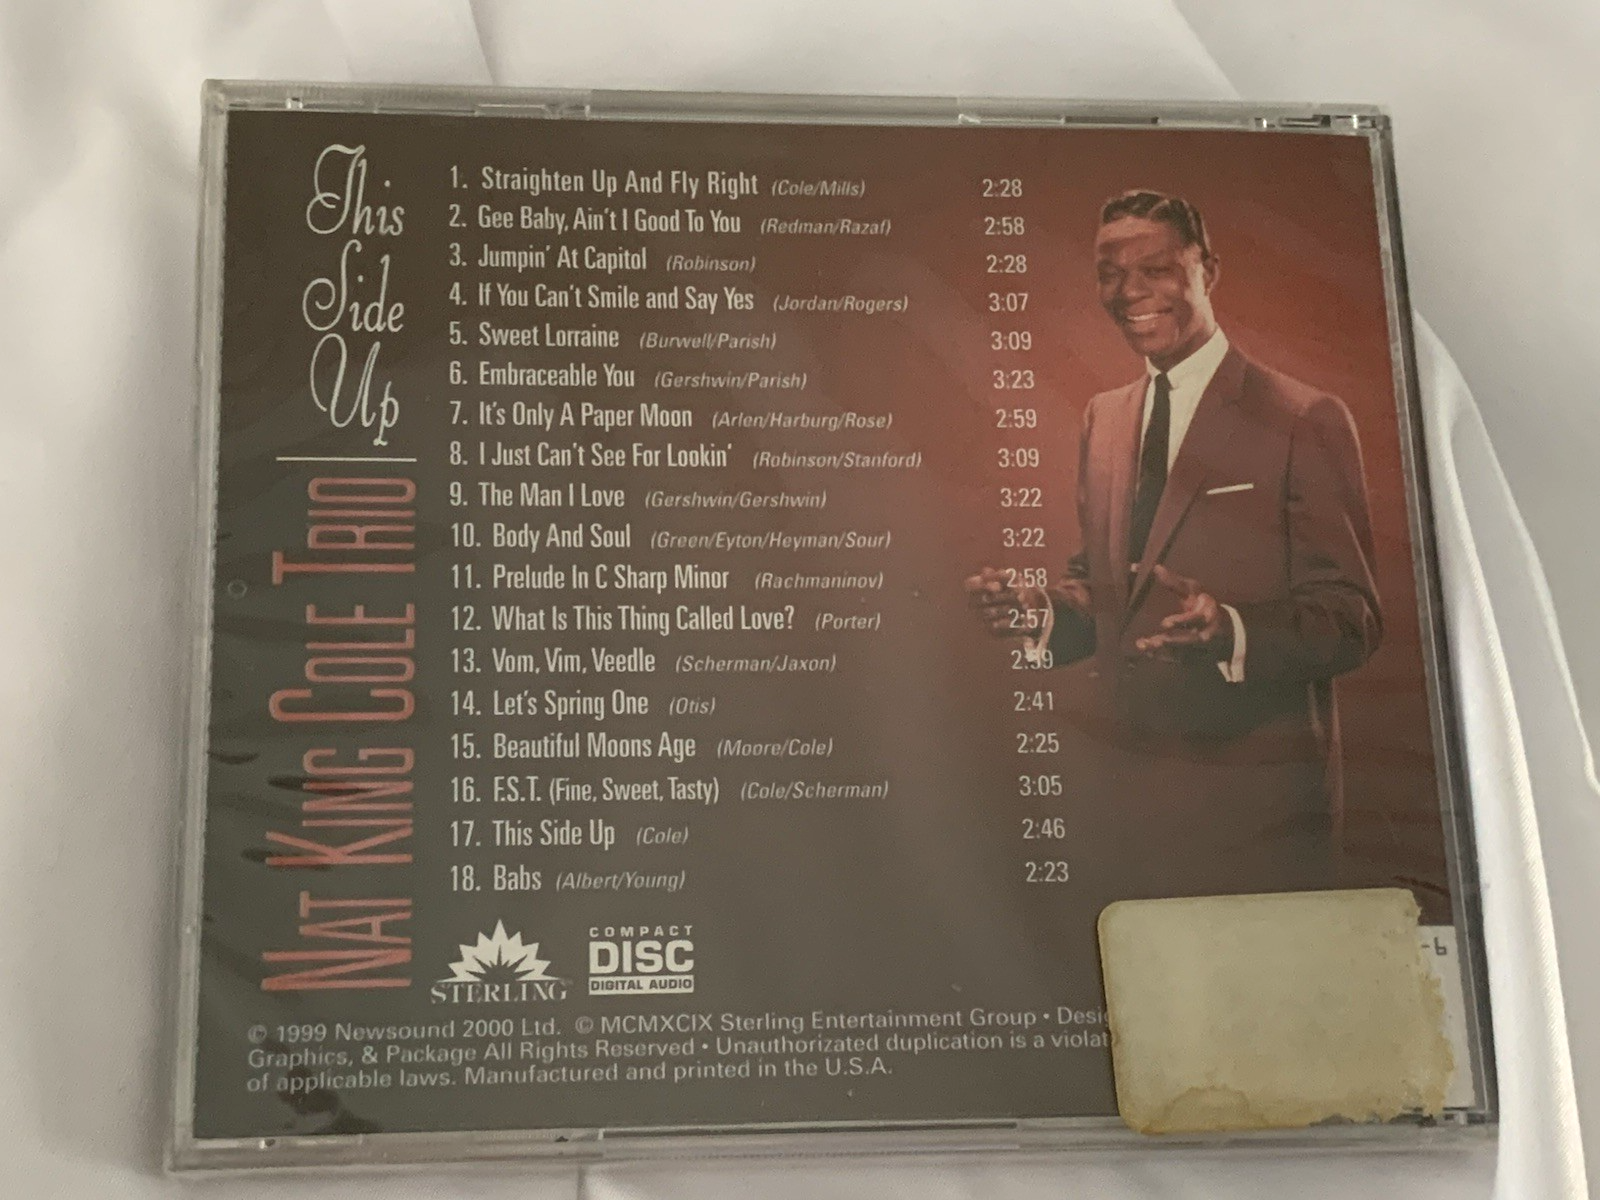 This
Side
Up
NAT KING COLE TRIO
1. Straighten Up And Fly Right (Cole/Mills) 2:28
2. Gee Baby, Ain't I Good To You (Redman/Razaf) 2:58
3. Jumpin' At Capitol (Robinson) 2:28
4. If You Can't Smile and Say Yes (Jordan/Rogers) 3:07
5. Sweet Lorraine (Burwell/Parish) 3:09
6. Embraceable You (Gershwin/Parish) 3:23
7. It's Only A Paper Moon (Arlen/Harburg/Rose) 2:59
8. I Just Can't See For Lookin' (Robinson/Stanford) 3:09
9. The Man I Love (Gershwin/Gershwin) 3:22
10. Body And Soul (Green/Eyton/Heyman/Sour) 3:22
11. Prelude In C Sharp Minor (Rachmaninov) 2:58
12. What Is This Thing Called Love? (Porter) 2:57
13. Vom, Vim, Veedle (Scherman/Jaxon) 2:39
14. Let's Spring One (Otis) 2:41
15. Beautiful Moons Age (Moore/Cole) 2:25
16. F.S.T. (Fine, Sweet, Tasty) (Cole/Scherman) 3:05
17. This Side Up (Cole) 2:46
18. Babs (Albert/Young) 2:23
STERLING
COMPACT
DISC
DIGITAL AUDIO
-6
© 1999 Newsound 2000 Ltd. © MCMXCIX Sterling Entertainment Group • Desi
Graphics, & Package All Rights Reserved • Unauthorizated duplication is a violat
of applicable laws. Manufactured and printed in the U.S.A.